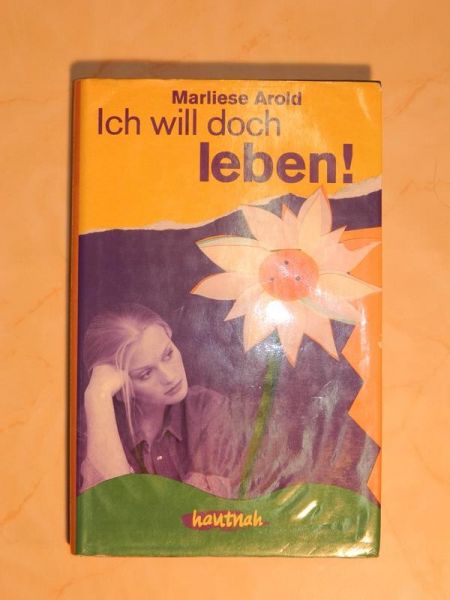 Marliese Arold
Ich will doch
leben!
hautnah